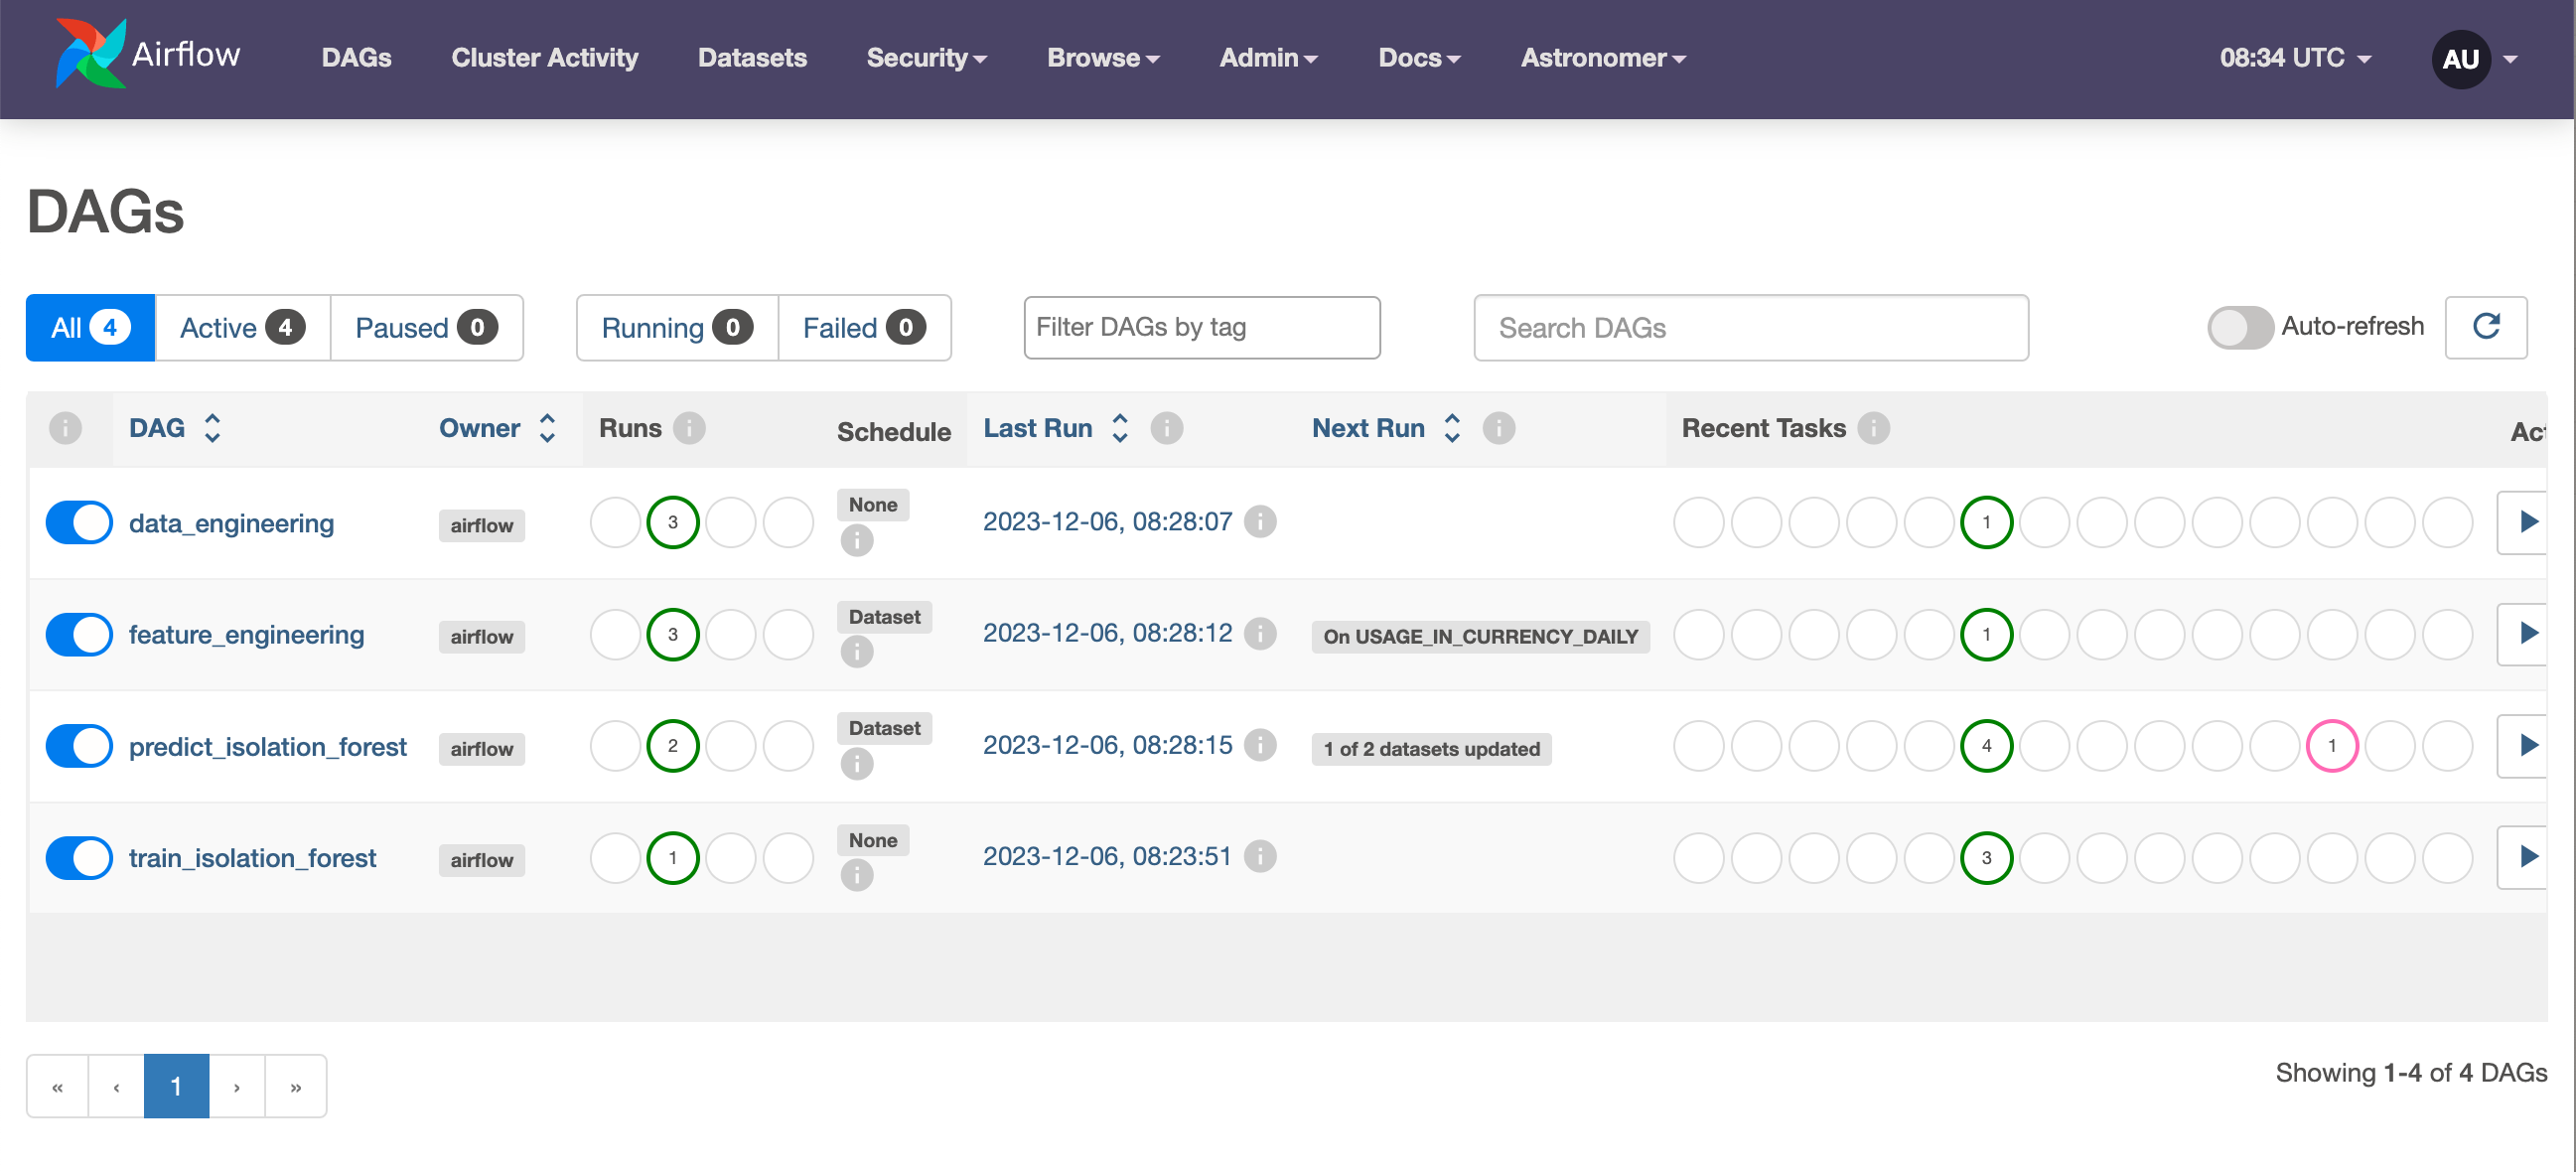 Airflow DAGs Cluster Activity Datasets Security Browse Admin Docs Astronomer 08:34 UTC AU
DAGs
All 4 Active 4 Paused 0 Running 0 Failed 0 Filter DAGs by tag Search DAGs Auto-refresh
i DAG Owner Runs i Schedule Last Run i Next Run i Recent Tasks i Act
data_engineering airflow 3 None i 2023-12-06, 08:28:07 i 1
feature_engineering airflow 3 Dataset i 2023-12-06, 08:28:12 i On USAGE_IN_CURRENCY_DAILY 1
predict_isolation_forest airflow 2 Dataset i 2023-12-06, 08:28:15 i 1 of 2 datasets updated 4 1
train_isolation_forest airflow 1 None i 2023-12-06, 08:23:51 i 3
« ‹ 1 › » Showing 1-4 of 4 DAGs